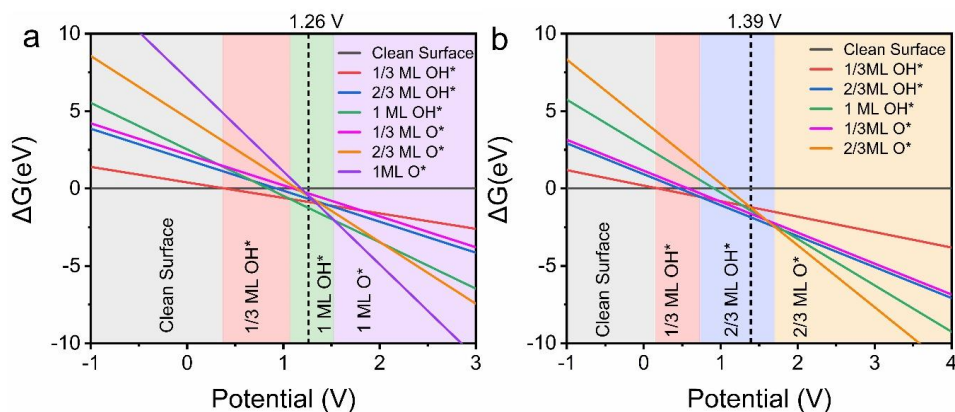 1.26 V
a
10
5
0
-5
-10
ΔG(eV)
Clean Surface
1/3 ML OH*
2/3 ML OH*
1 ML OH*
1/3 ML O*
2/3 ML O*
1ML O*
Clean Surface
1/3 ML OH*
1 ML OH*
1 ML O*
-1
0
1
2
3
Potential (V)
1.39 V
b
10
5
0
-5
-10
ΔG(eV)
Clean Surface
1/3ML OH*
2/3ML OH*
1 ML OH*
1/3ML O*
2/3ML O*
Clean Surface
1/3 ML OH*
2/3 ML OH*
2/3 ML O*
-1
0
1
2
3
4
Potential (V)